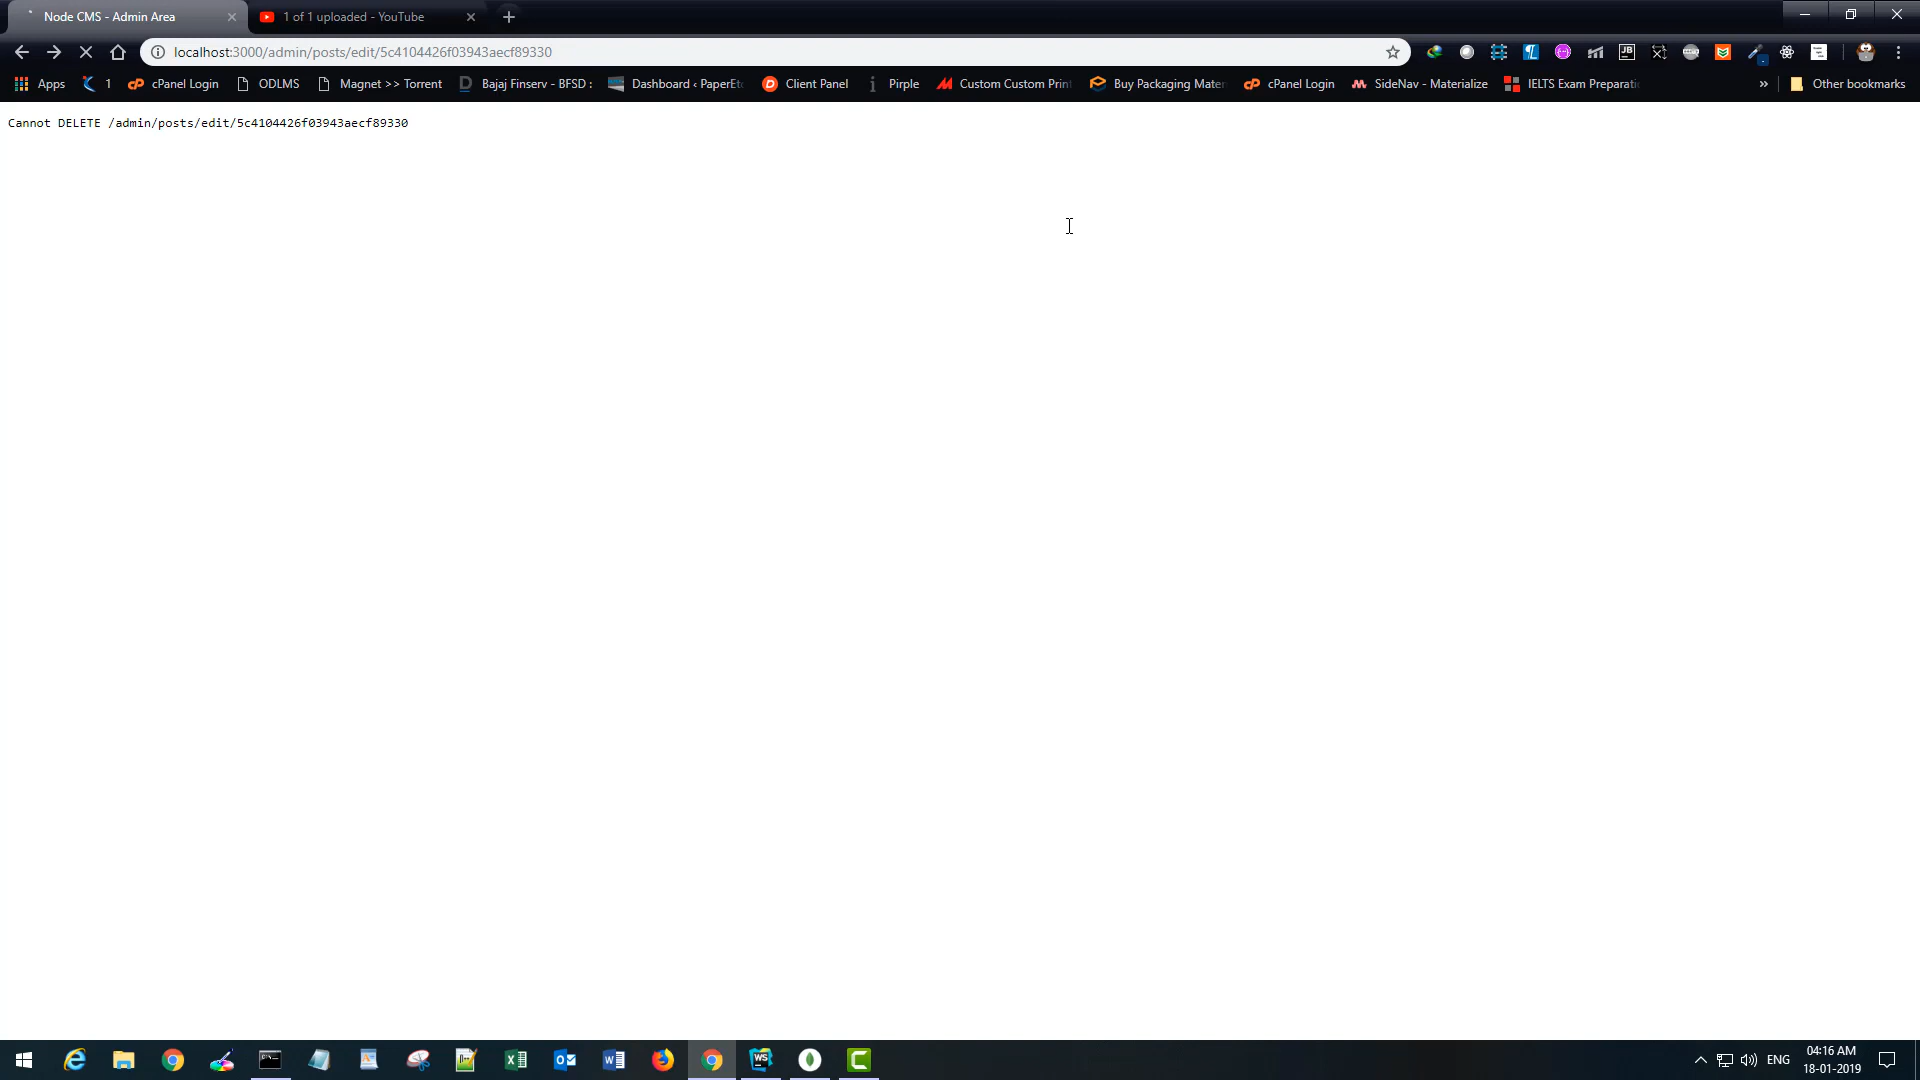 Node CMS - Admin Area
1 of 1 uploaded - YouTube
localhost:3000/admin/posts/edit/5c4104426f03943aecf89330
Apps
1
cPanel Login
ODLMS
Magnet >> Torrent
Bajaj Finserv - BFSD :
Dashboard ‹ PaperEt
Client Panel
Pirple
Custom Custom Prin
Buy Packaging Mate
cPanel Login
SideNav - Materialize
IELTS Exam Preparati
»
Other bookmarks
Cannot DELETE /admin/posts/edit/5c4104426f03943aecf89330
ENG
04:16 AM
18-01-2019